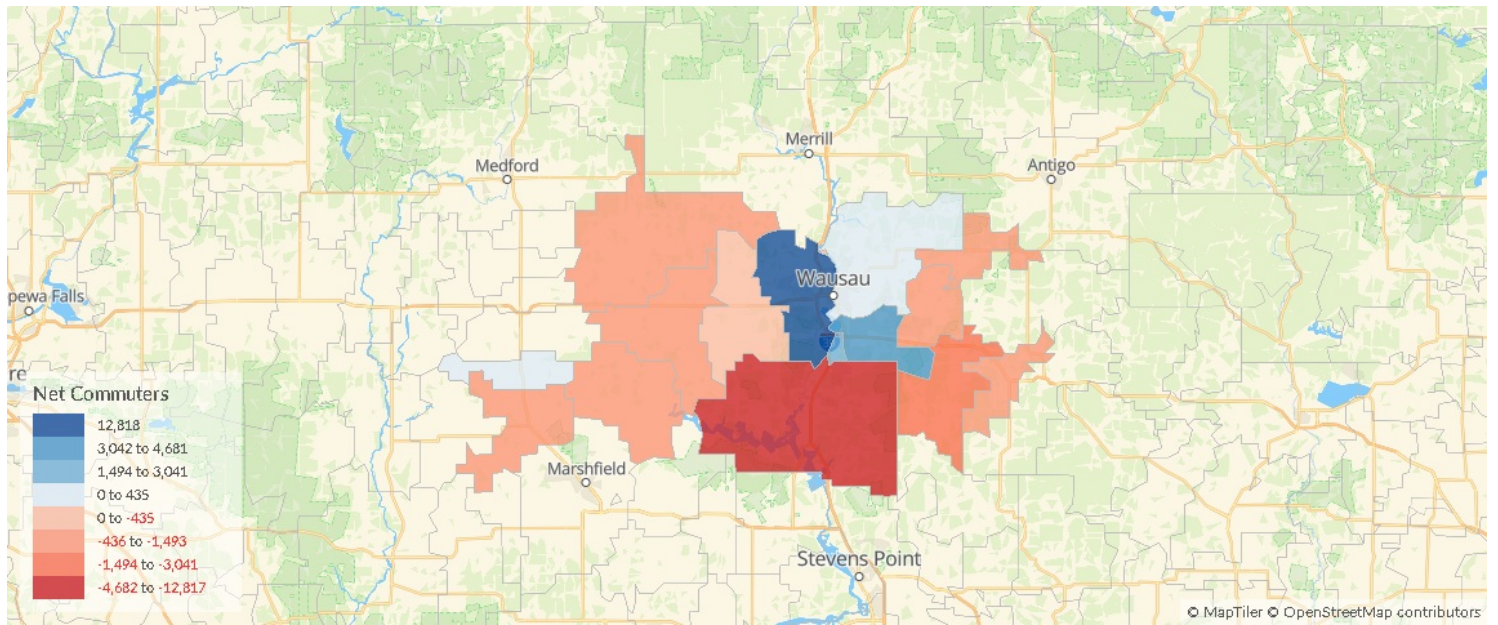 Merrill
Medford
Antigo
Wausau
pewa Falls
re
Net Commuters
12,818
3,042 to 4,681
1,494 to 3,041
0 to 435
0 to -435
-436 to -1,493
-1,494 to -3,041
-4,682 to -12,817
Marshfield
Stevens Point
© MapTiler © OpenStreetMap contributors